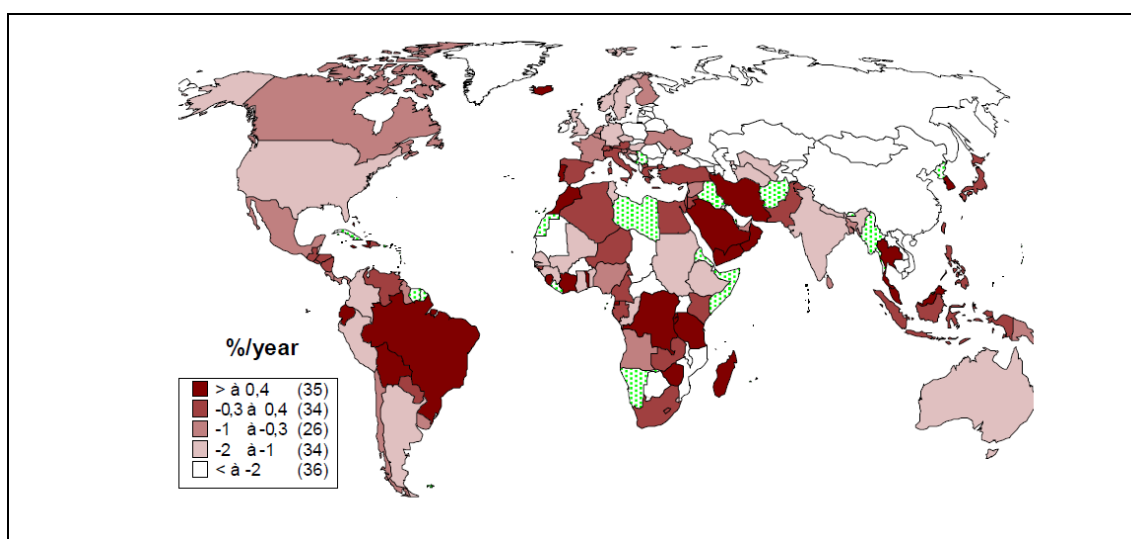 %/year
> à 0,4 (35)
-0,3 à 0,4 (34)
-1 à -0,3 (26)
-2 à -1 (34)
< à -2 (36)